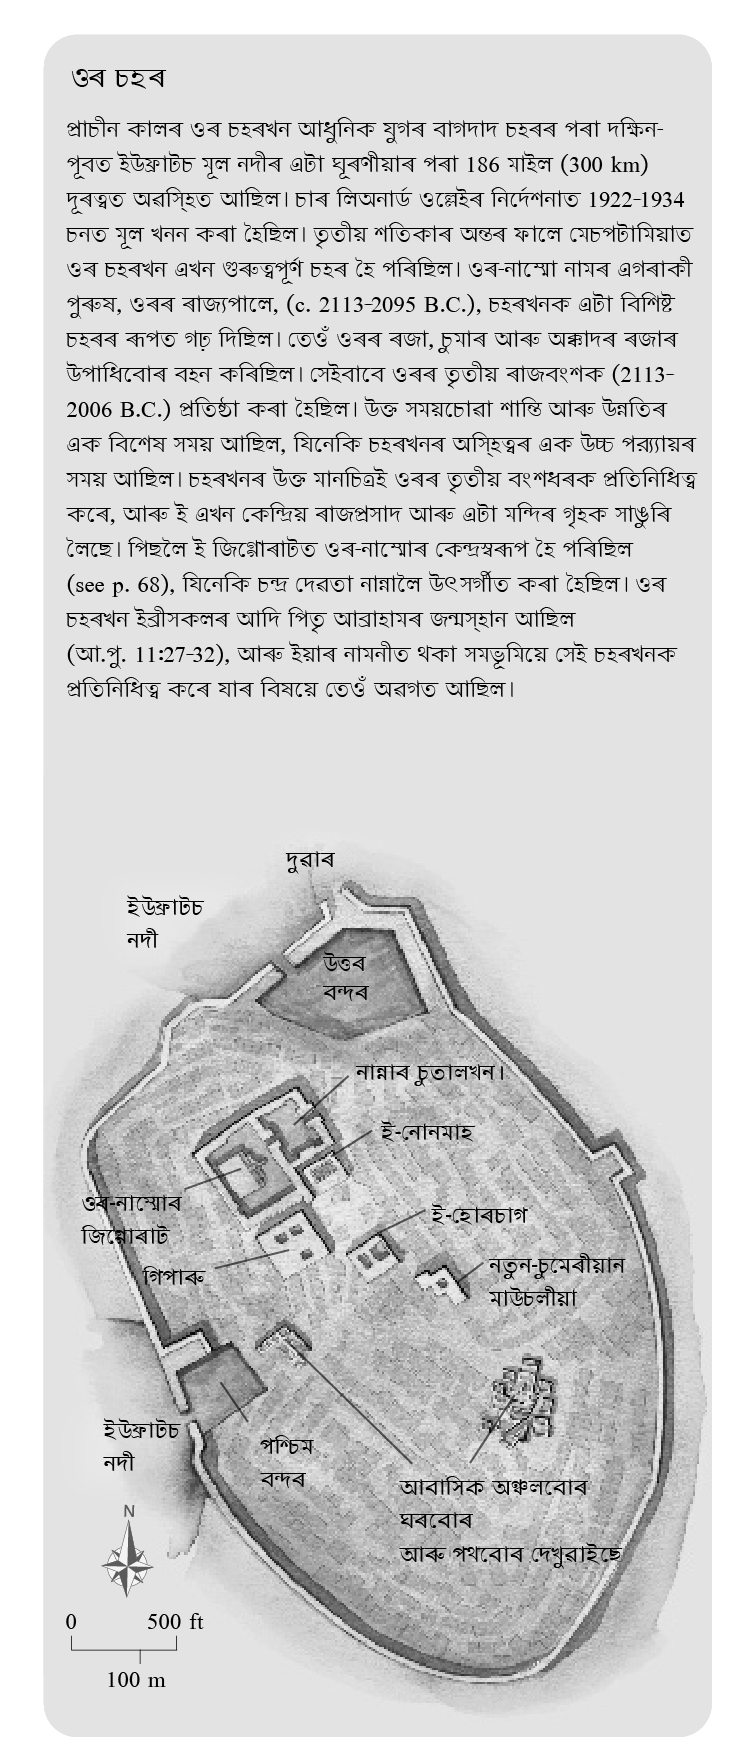 ওৰ চহৰ
প্ৰাচীন কালৰ ওৰ চহৰখন আধুনিক যুগৰ বাগদাদ চহৰৰ পৰা দক্ষিন-
পূবত ইউফ্ৰাটচ মূল নদীৰ এটা ঘূৰণীয়াৰ পৰা 186 মাইল (300 km)
দূৰত্বত অৱস্হিত আছিল। চাৰ লিঅনাৰ্ড ওল্লেইৰ নিৰ্দেশনাত 1922-1934
চনত মূল খনন কৰা হৈছিল। তৃতীয় শতিকাৰ অন্তৰ ফালে মেচপটামিয়াত
ওৰ চহৰখন এখন গুৰুত্বপূৰ্ণ চহৰ হৈ পৰিছিল। ওৰ-নাম্মো নামৰ এগৰাকী
পুৰুষ, ওৰৰ ৰাজ্যপালে, (c. 2113-2095 B.C.), চহৰখনক এটা বিশিষ্ট
চহৰৰ ৰূপত গঢ় দিছিল। তেওঁ ওৰৰ ৰজা, চুমাৰ আৰু অক্কাদৰ ৰজাৰ
উপাধিবোৰ বহন কৰিছিল। সেইবাবে ওৰৰ তৃতীয় ৰাজবংশক (2113-
2006 B.C.) প্ৰতিষ্ঠা কৰা হৈছিল। উক্ত সময়চোৱা শান্তি আৰু উন্নতিৰ
এক বিশেষ সময় আছিল, যিনেকি চহৰখনৰ অস্হিত্বৰ এক উচ্চ পৰ্য্যায়ৰ
সময় আছিল। চহৰখনৰ উক্ত মানচিত্ৰই ওৰৰ তৃতীয় বংশধৰক প্ৰতিনিধিত্ব
কৰে, আৰু ই এখন কেন্দ্ৰিয় ৰাজপ্ৰসাদ আৰু এটা মন্দিৰ গৃহক সাঙুৰি
লৈছে। পিছলৈ ই জিগ্গোৰাটত ওৰ-নাম্মোৰ কেন্দ্ৰস্বৰূপ হৈ পৰিছিল
(see p. 68), যিনেকি চন্দ্ৰ দেৱতা নান্নালৈ উৎসৰ্গীত কৰা হৈছিল। ওৰ
চহৰখন ইব্ৰীসকলৰ আদি পিতৃ আব্ৰাহামৰ জন্মস্হান আছিল
(আ.পু. 11:27-32), আৰু ইয়াৰ নামনীত থকা সমভূমিয়ে সেই চহৰখনক
প্ৰতিনিধিত্ব কৰে যাৰ বিষয়ে তেওঁ অৱগত আছিল।
দুৱাৰ
ইউফ্ৰাটচ
নদী
উত্তৰ
বন্দৰ
নান্নাৰ চুতালখন।
ই-নোনমাহ
ওৰ-নাম্মোৰ
জিগ্গোৰাট
ই-হোৰচাগ
গিপাৰু
নতুন-চুমেৰীয়ান
মাউচলীয়া
ইউফ্ৰাটচ
নদী
পশ্চিম
বন্দৰ
আবাসিক অঞ্চলবোৰ
ঘৰবোৰ
আৰু পথবোৰ দেখুৱাইছে
N
0 500 ft
100 m